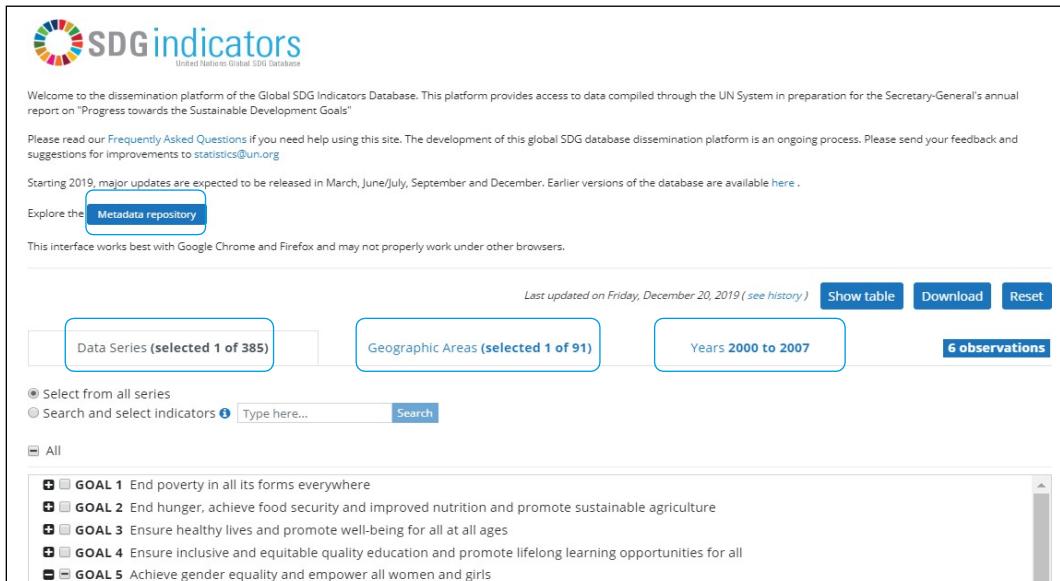 SDG indicators
United Nations Global SDG Database
Welcome to the dissemination platform of the Global SDG Indicators Database. This platform provides access to data compiled through the UN System in preparation for the Secretary-General's annual
report on "Progress towards the Sustainable Development Goals"
Please read our Frequently Asked Questions if you need help using this site. The development of this global SDG database dissemination platform is an ongoing process. Please send your feedback and
suggestions for improvements to statistics@un.org
Starting 2019, major updates are expected to be released in March, June/July, September and December. Earlier versions of the database are available here .
Explore the Metadata repository
This interface works best with Google Chrome and Firefox and may not properly work under other browsers.
Last updated on Friday, December 20, 2019 ( see history ) Show table Download Reset
Data Series (selected 1 of 385) Geographic Areas (selected 1 of 91) Years 2000 to 2007 6 observations
Select from all series
Search and select indicators Type here... Search
All
GOAL 1 End poverty in all its forms everywhere
GOAL 2 End hunger, achieve food security and improved nutrition and promote sustainable agriculture
GOAL 3 Ensure healthy lives and promote well-being for all at all ages
GOAL 4 Ensure inclusive and equitable quality education and promote lifelong learning opportunities for all
GOAL 5 Achieve gender equality and empower all women and girls